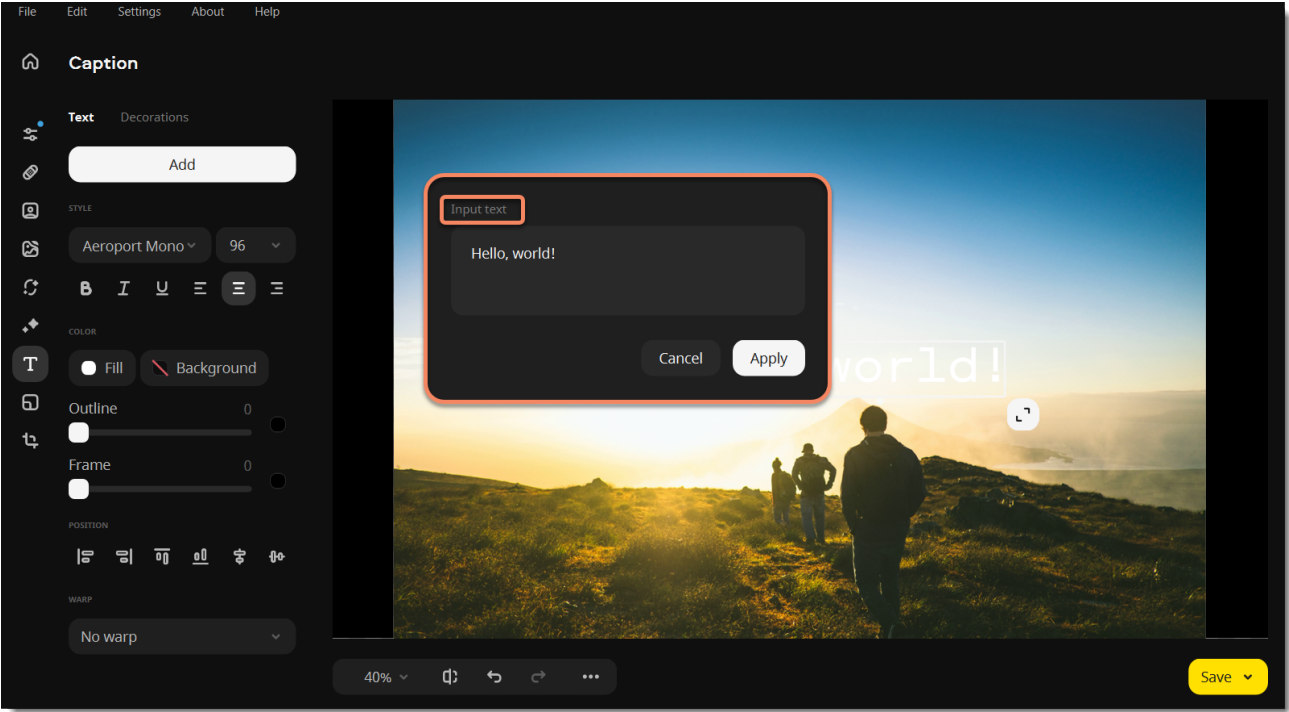 File Edit Settings About Help
Caption
Text Decorations
Add
STYLE
Aeroport Mono 96
B I U
COLOR
Fill Background
Outline 0
Frame 0
POSITION
WARP
No warp
Input text
Hello, world!
Cancel Apply
world!
40%
Save
T